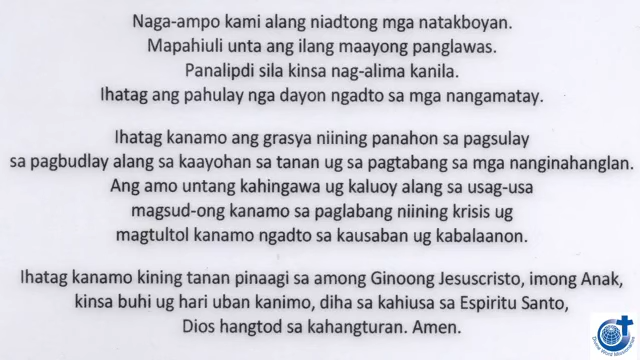 Naga-ampo kami alang niadtong mga natakboyan.
Mapahiuli unta ang ilang maayong panglawas.
Panalipdi sila kinsa nag-alima kanila.
Ihatag ang pahulay nga dayon ngadto sa mga nangamatay.
Ihatag kanamo ang grasya niining panahon sa pagsulay
sa pagbudlay alang sa kaayohan sa tanan ug sa pagtabang sa mga nanginahanglan.
Ang amo untang kahingawa ug kaluoy alang sa usag-usa
magsud-ong kanamo sa paglabang niining krisis ug
magtultol kanamo ngadto sa kausaban ug kabalaanon.
Ihatag kanamo kining tanan pinaagi sa among Ginoong Jesuscristo, imong Anak,
kinsa buhi ug hari uban kanimo, diha sa kahiusa sa Espiritu Santo,
Dios hangtod sa kahangturan. Amen.
Divine Word Missionaries